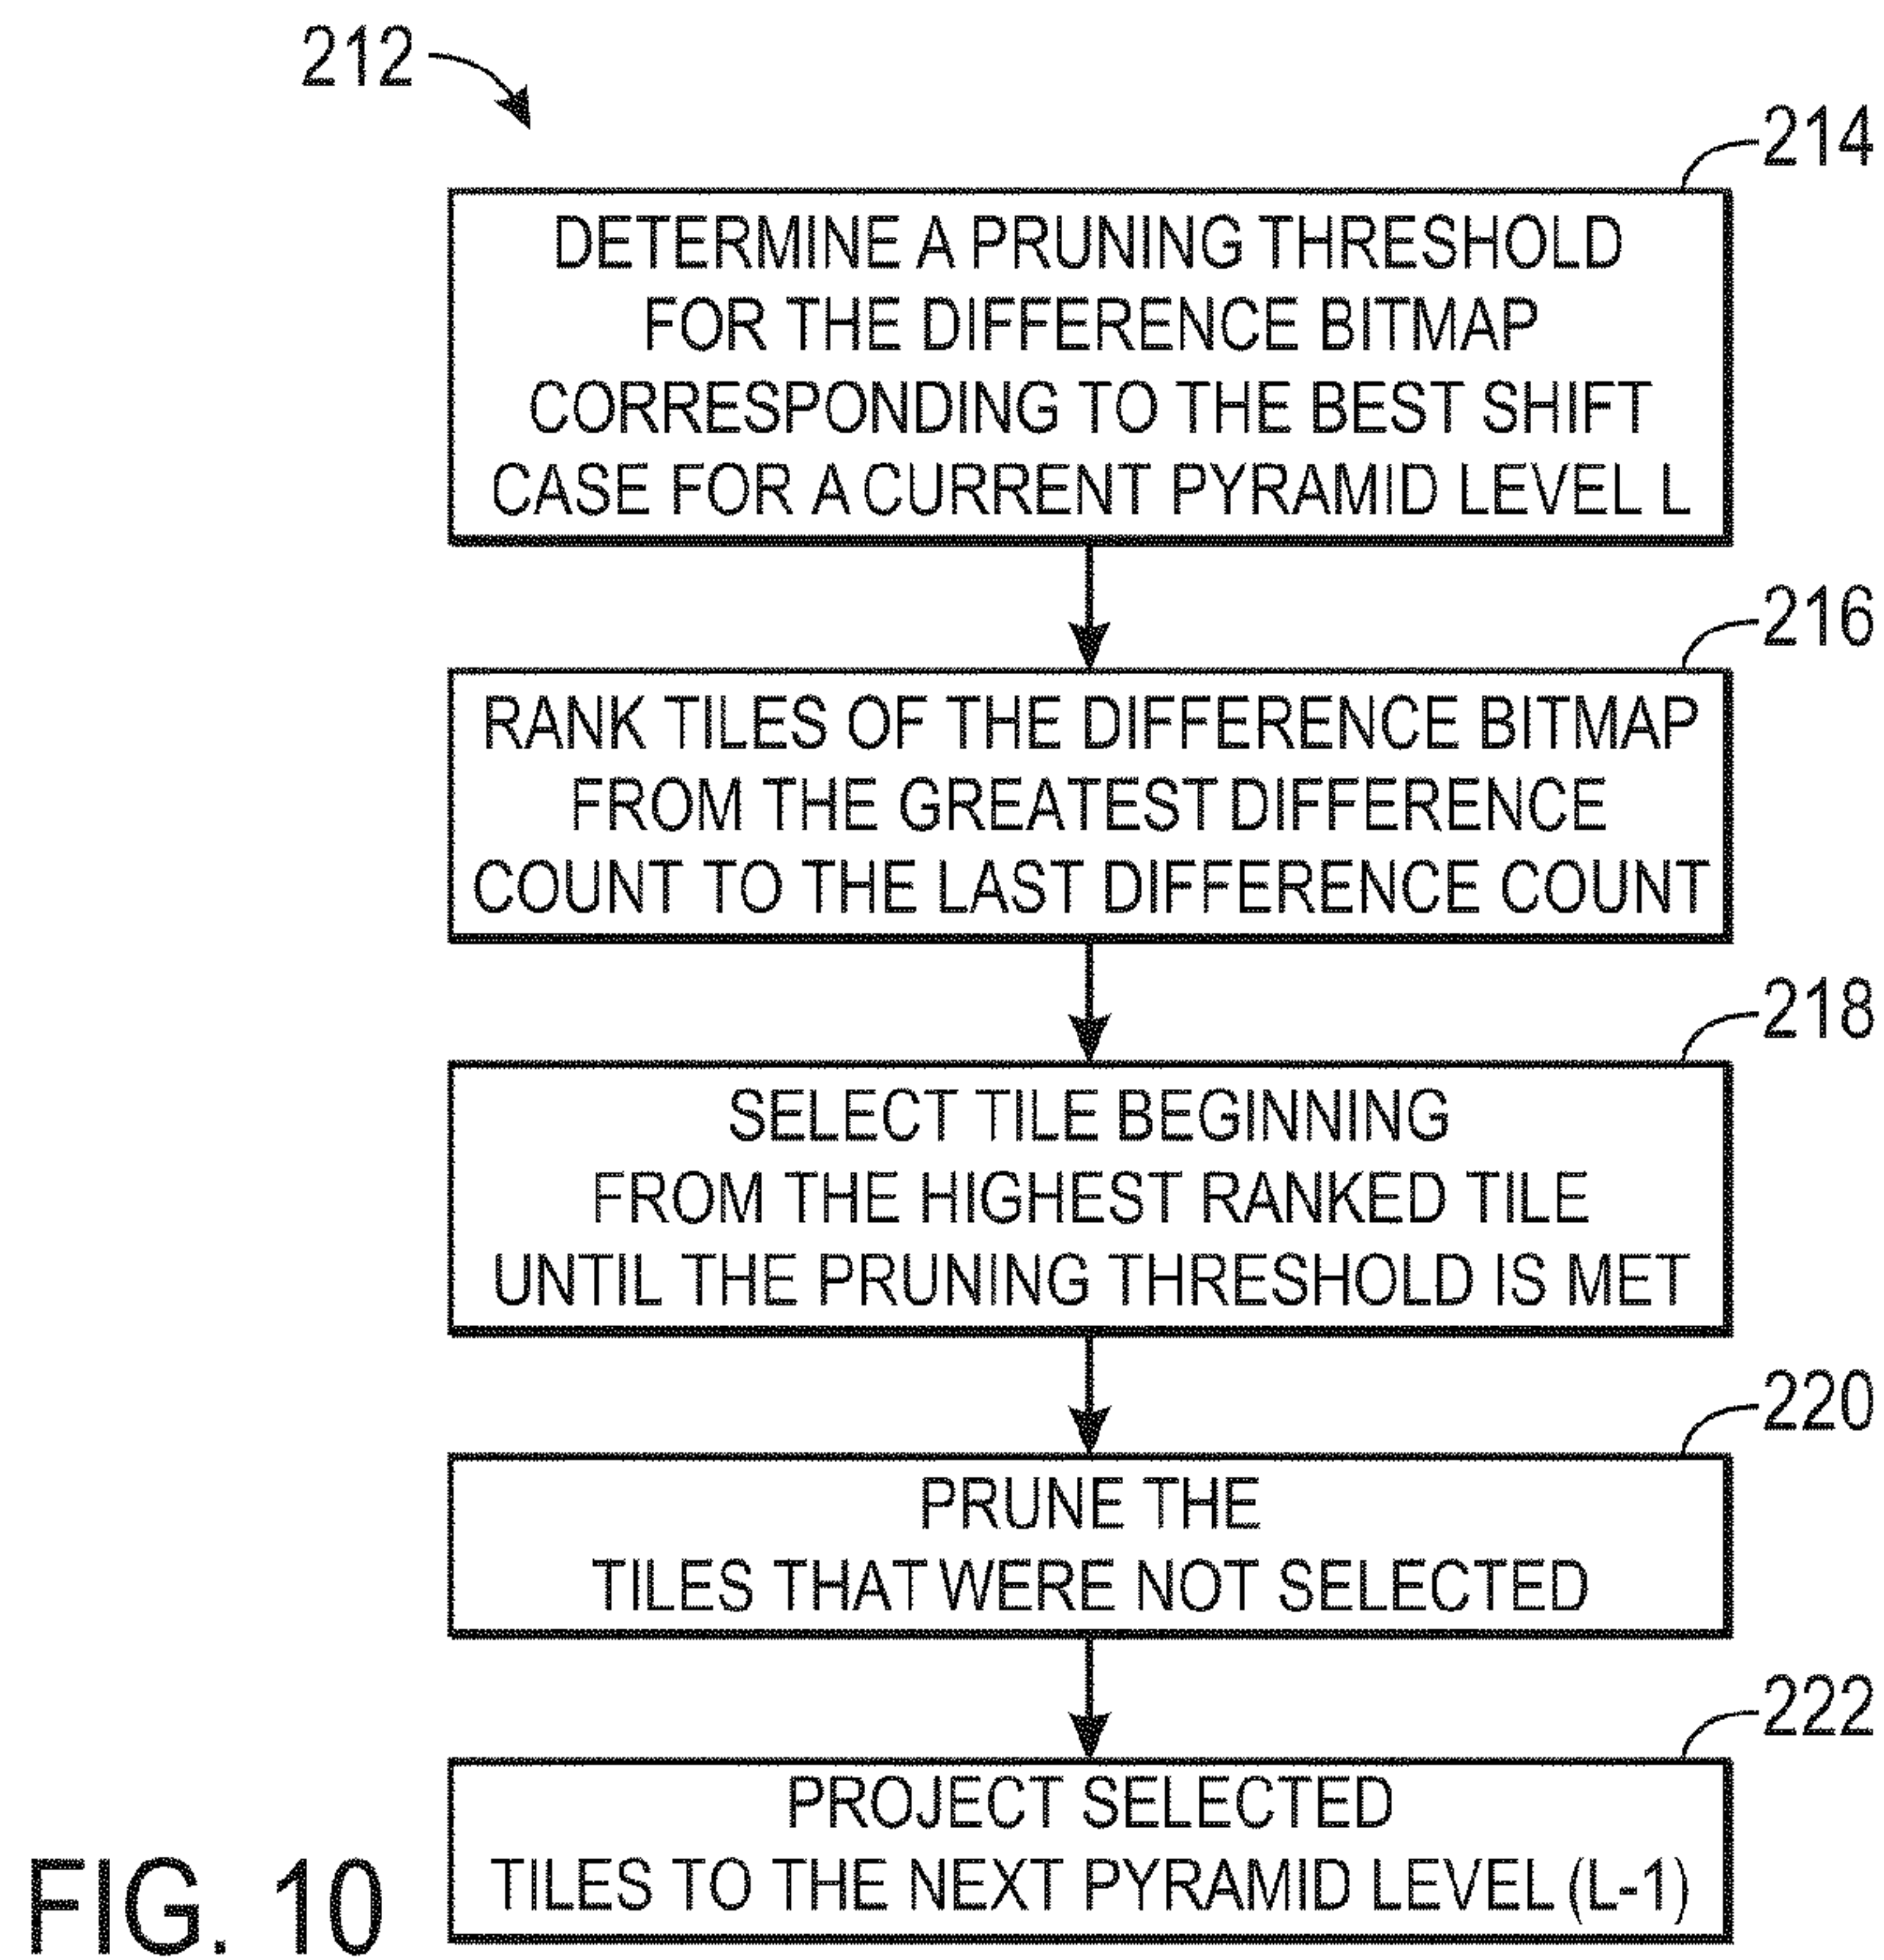 212
214
DETERMINE A PRUNING THRESHOLD
FOR THE DIFFERENCE BITMAP
CORRESPONDING TO THE BEST SHIFT
CASE FOR A CURRENT PYRAMID LEVEL L
216
RANK TILES OF THE DIFFERENCE BITMAP
FROM THE GREATEST DIFFERENCE
COUNT TO THE LAST DIFFERENCE COUNT
218
SELECT TILE BEGINNING
FROM THE HIGHEST RANKED TILE
UNTIL THE PRUNING THRESHOLD IS MET
220
PRUNE THE
TILES THAT WERE NOT SELECTED
222
PROJECT SELECTED
TILES TO THE NEXT PYRAMID LEVEL (L-1)
FIG. 10